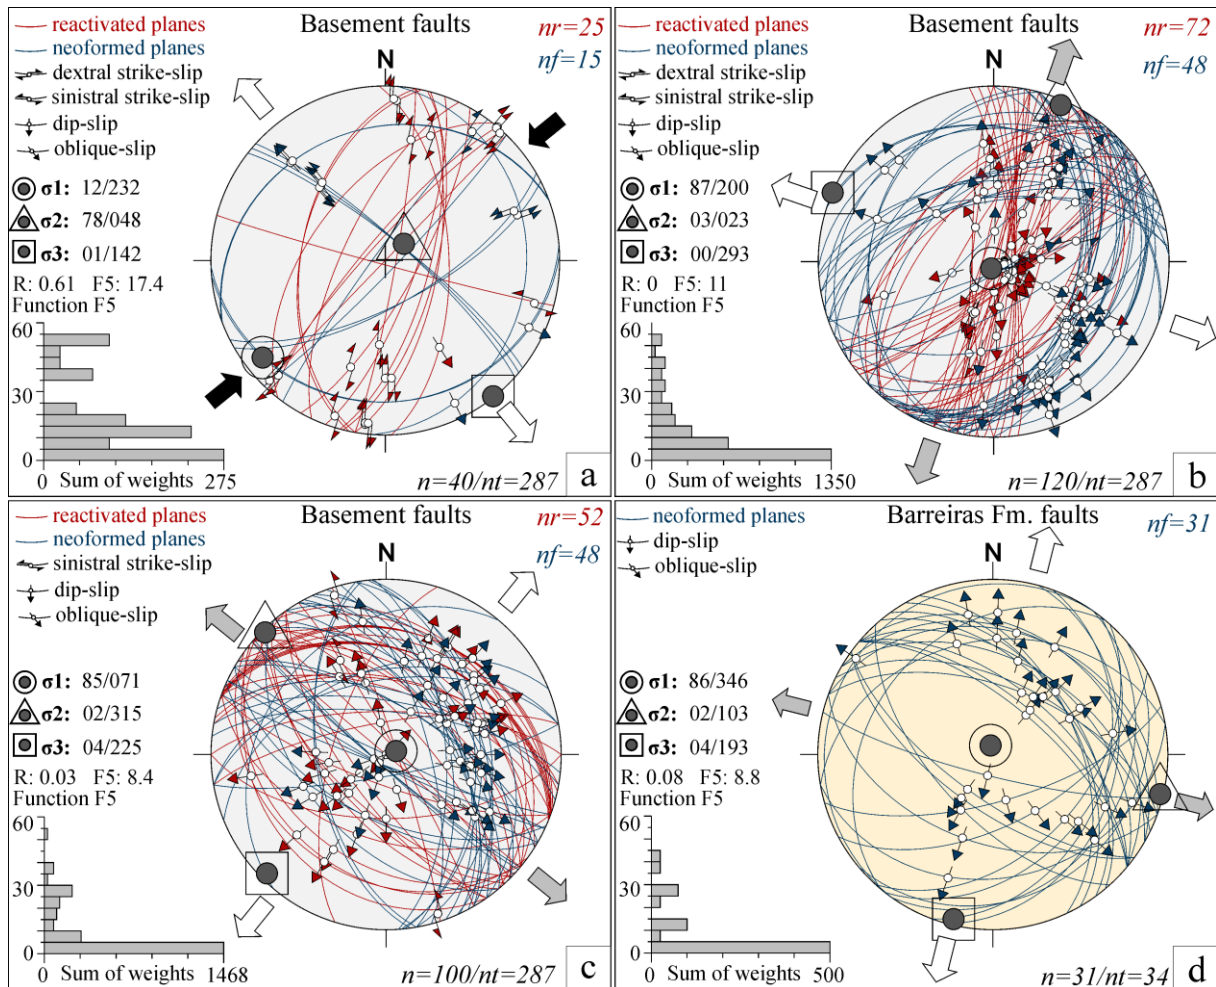 reactivated planes
neoformed planes
dextral strike-slip
sinistral strike-slip
dip-slip
oblique-slip
Basement faults
nr=25
nf=15
N
σ1: 12/232
σ2: 78/048
σ3: 01/142
R: 0.61 F5: 17.4
Function F5
60
30
0
0 Sum of weights 275
n=40/nt=287
a
reactivated planes
neoformed planes
dextral strike-slip
sinistral strike-slip
dip-slip
oblique-slip
Basement faults
nr=72
nf=48
N
σ1: 87/200
σ2: 03/023
σ3: 00/293
R: 0 F5: 11
Function F5
60
30
0
0 Sum of weights 1350
n=120/nt=287
b
reactivated planes
neoformed planes
sinistral strike-slip
dip-slip
oblique-slip
Basement faults
nr=52
nf=48
N
σ1: 85/071
σ2: 02/315
σ3: 04/225
R: 0.03 F5: 8.4
Function F5
60
30
0
0 Sum of weights 1468
n=100/nt=287
c
neoformed planes
dip-slip
oblique-slip
Barreiras Fm. faults
nf=31
N
σ1: 86/346
σ2: 02/103
σ3: 04/193
R: 0.08 F5: 8.8
Function F5
60
30
0
0 Sum of weights 500
n=31/nt=34
d